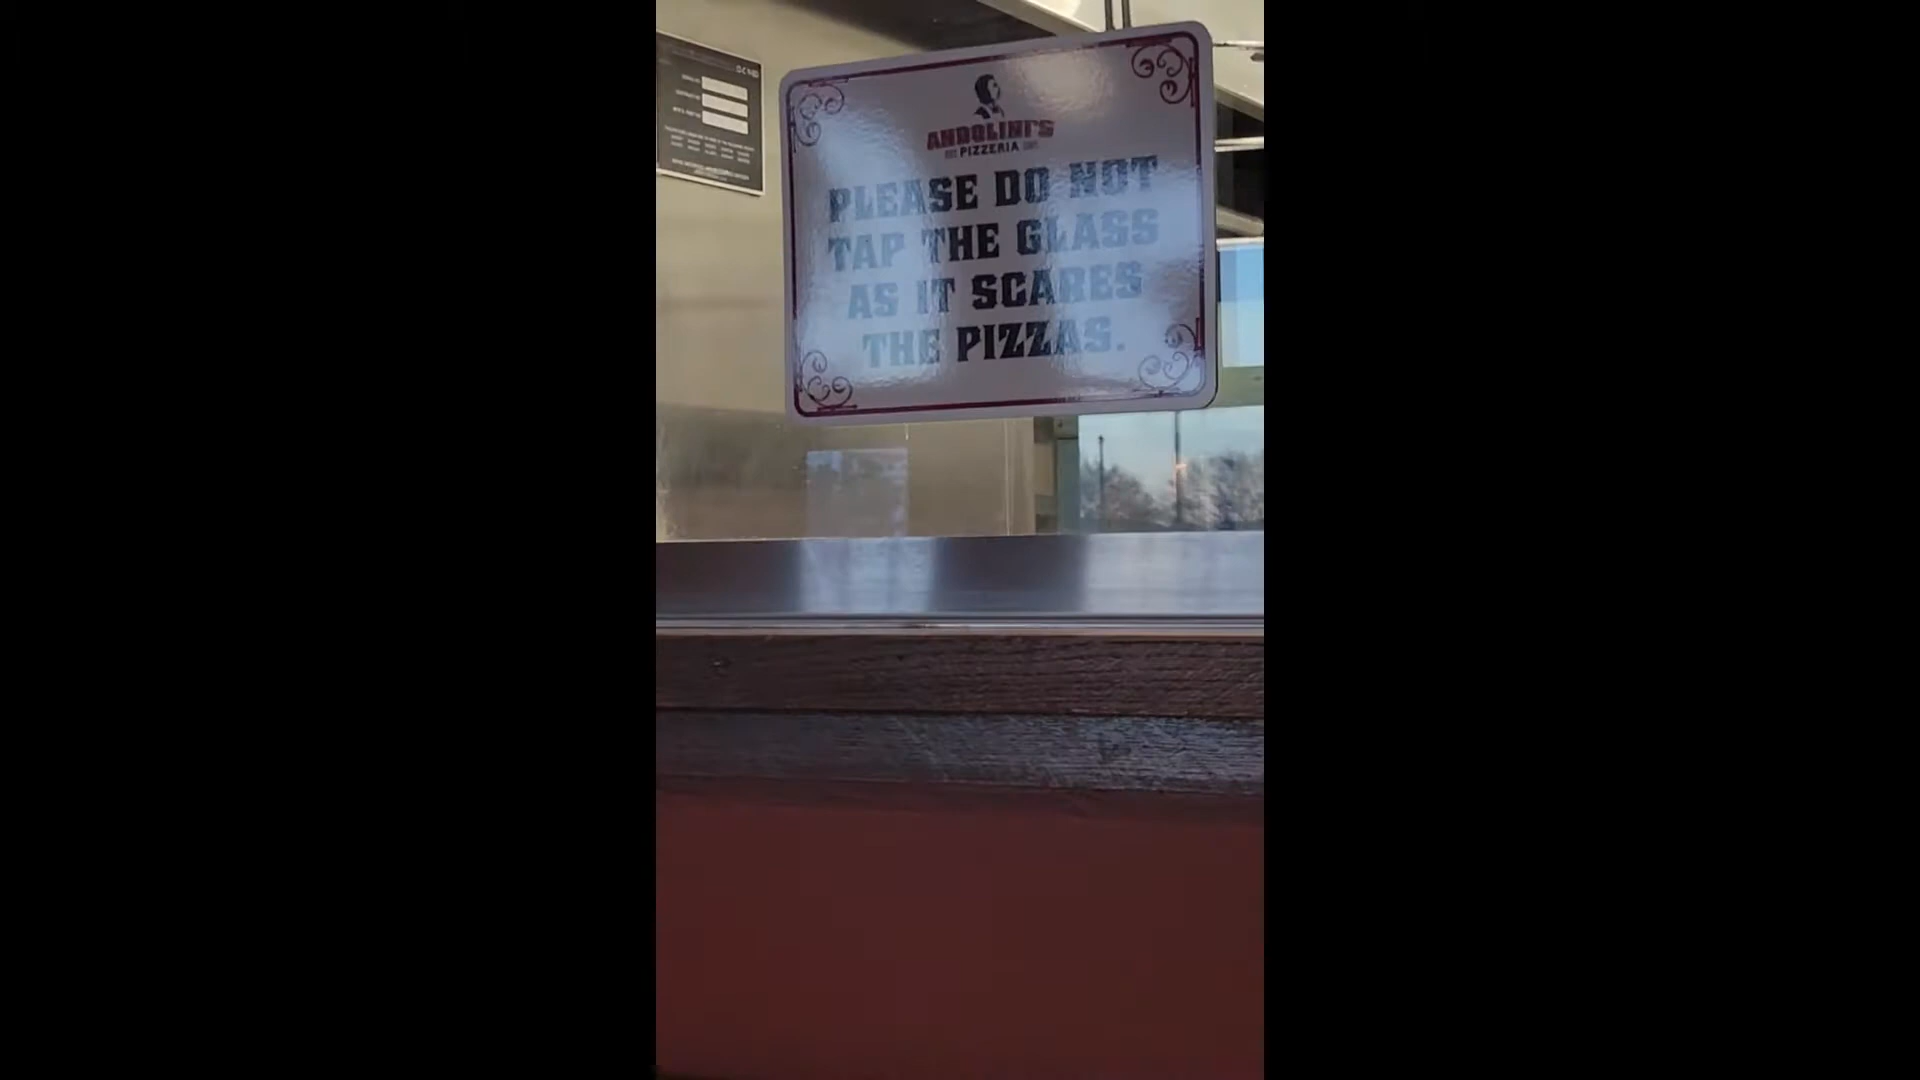 ANDOLINI'S
PIZZERIA
PLEASE DO NOT
TAP THE GLASS
AS IT SCARES
THE PIZZAS.